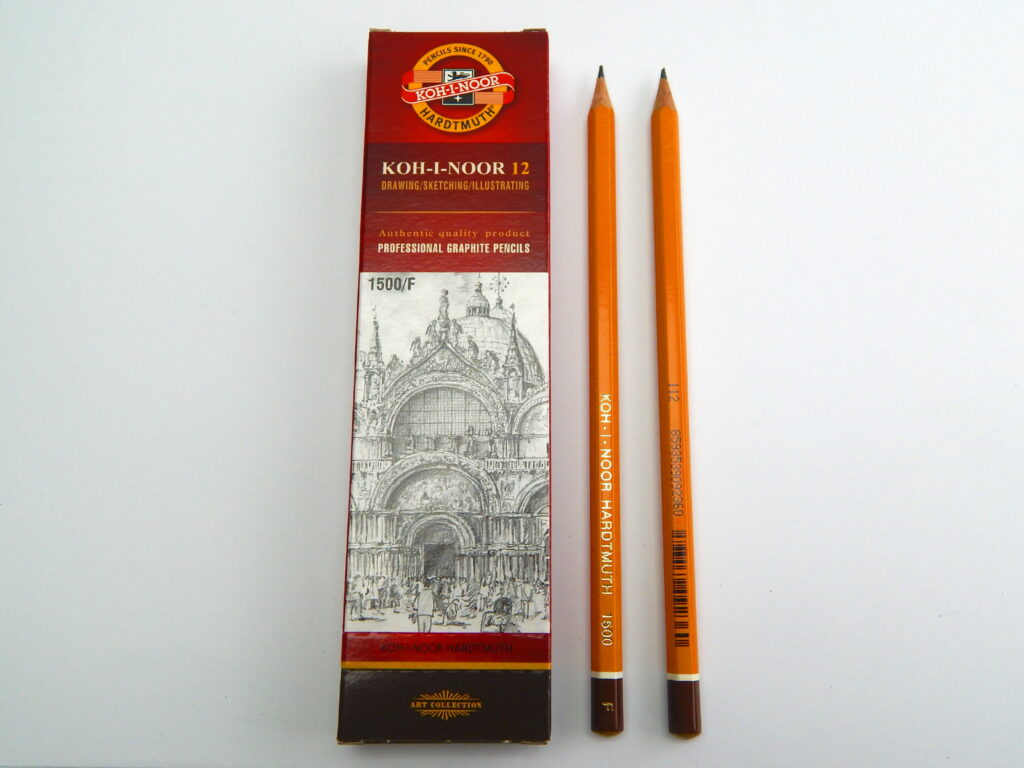 PENCILS SINCE 1790
KOH-I-NOOR
HARDTMUTH®
KOH-I-NOOR 12
DRAWING/SKETCHING/ILLUSTRATING
Authentic quality product
PROFESSIONAL GRAPHITE PENCILS
1500/F
KOH-I-NOOR HARDTMUTH
ART COLLECTION
KOH-I-NOOR HARDTMUTH 1500
F
112